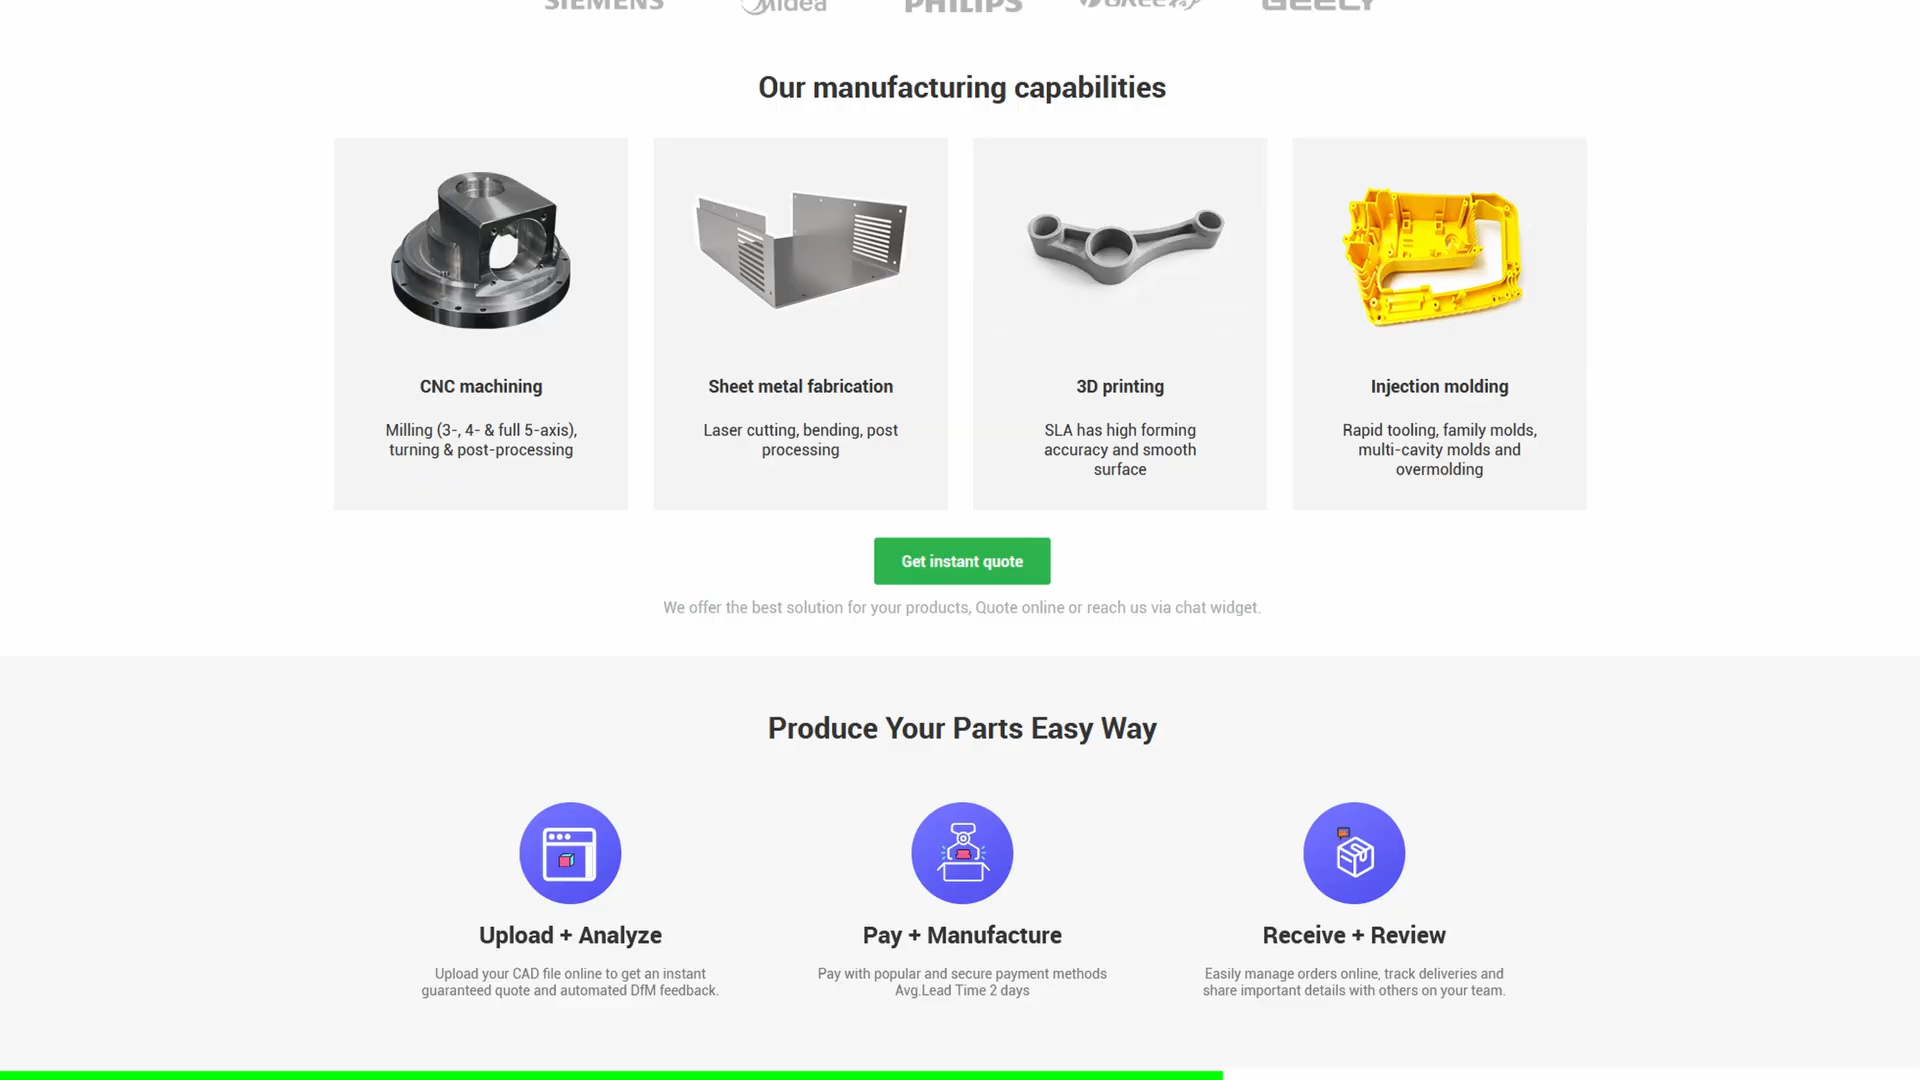 SIEMENS Midea PHILIPS GREE GEELY
Our manufacturing capabilities
CNC machining
Milling (3-, 4- & full 5-axis),
turning & post-processing
Sheet metal fabrication
Laser cutting, bending, post
processing
3D printing
SLA has high forming
accuracy and smooth
surface
Injection molding
Rapid tooling, family molds,
multi-cavity molds and
overmolding
Get instant quote
We offer the best solution for your products, Quote online or reach us via chat widget.
Produce Your Parts Easy Way
Upload + Analyze
Upload your CAD file online to get an instant
guaranteed quote and automated DfM feedback.
Pay + Manufacture
Pay with popular and secure payment methods
Avg.Lead Time 2 days
Receive + Review
Easily manage orders online, track deliveries and
share important details with others on your team.